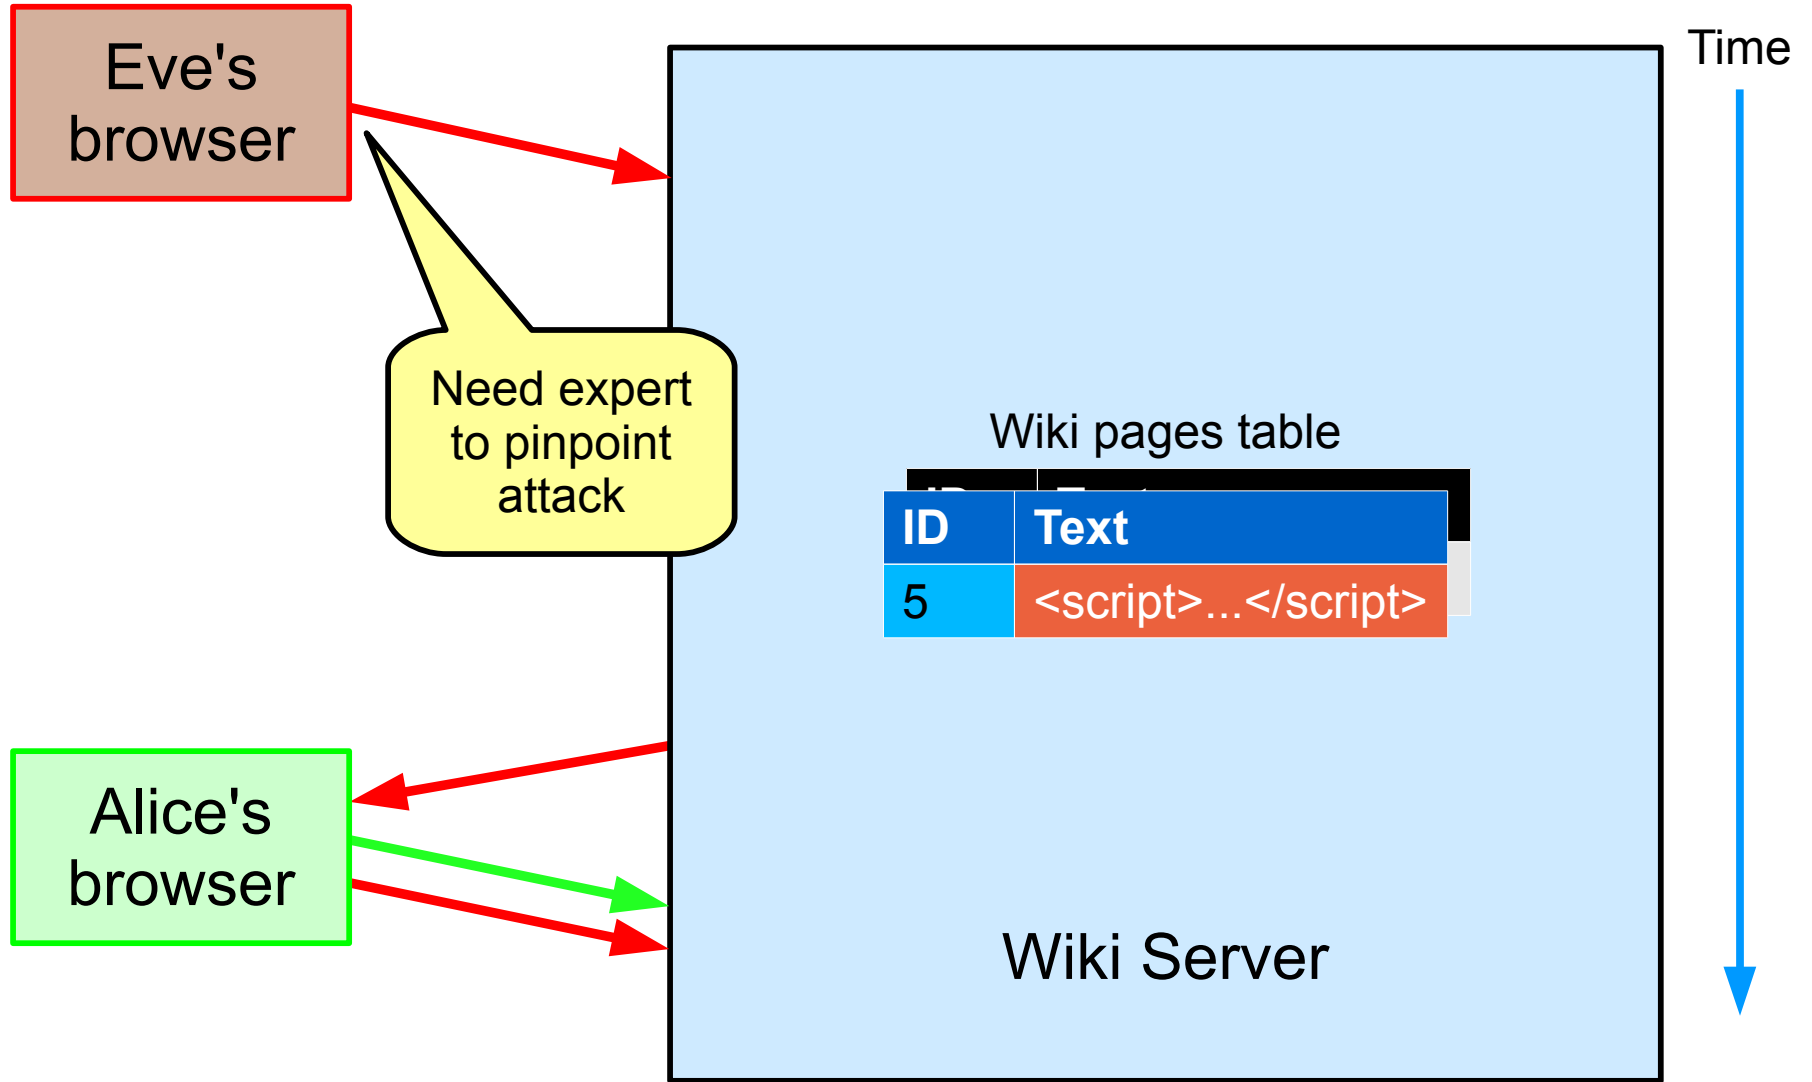 Eve's
browser
Time
Need expert
to pinpoint
attack
Wiki pages table
ID Text
5 <script>...</script>
Alice's
browser
Wiki Server